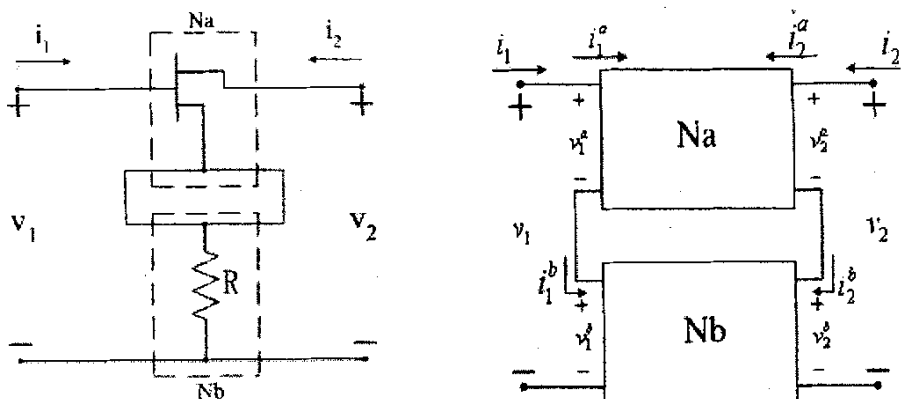 Na
i₁
i₂
+
+
v₁
v₂
R
−
−
Nb
i₁
i₁ᵃ
i₂ᵃ
i₂
+
+
+
+
v₁ᵃ
Na
v₂ᵃ
−
−
v₁
v₂
i₁ᵇ
i₂ᵇ
+
+
v₁ᵇ
Nb
v₂ᵇ
−
−
−
−